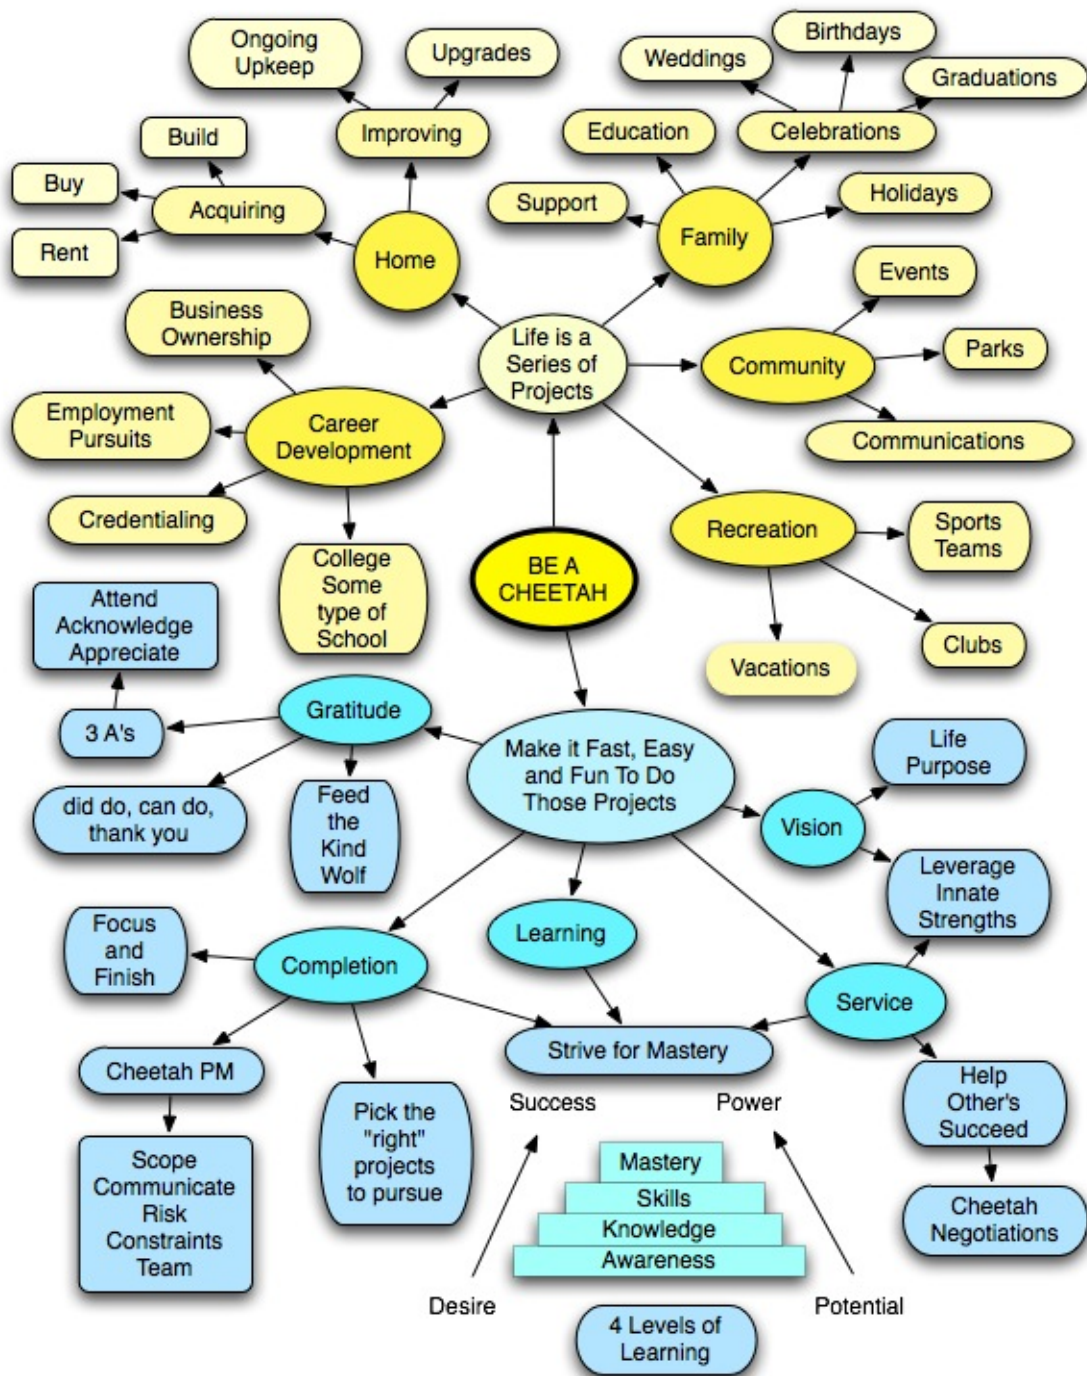 Ongoing
Upkeep
Upgrades
Improving
Build
Buy
Acquiring
Rent
Home
Birthdays
Weddings
Graduations
Education
Celebrations
Support
Holidays
Family
Events
Parks
Community
Communications
Life is a
Series of
Projects
Business
Ownership
Employment
Pursuits
Career
Development
Credentialing
College
Some
type of
School
Recreation
Sports
Teams
Clubs
Vacations
BE A
CHEETAH
Attend
Acknowledge
Appreciate
3 A's
Gratitude
did do, can do,
thank you
Feed
the
Kind
Wolf
Make it Fast, Easy
and Fun To Do
Those Projects
Life
Purpose
Vision
Leverage
Innate
Strengths
Focus
and
Finish
Completion
Learning
Service
Cheetah PM
Strive for Mastery
Scope
Communicate
Risk
Constraints
Team
Pick the
"right"
projects
to pursue
Help
Other's
Succeed
Cheetah
Negotiations
Success
Power
Mastery
Skills
Knowledge
Awareness
Desire
Potential
4 Levels of
Learning